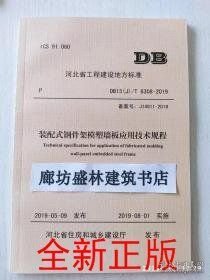 ICS 91.060
DB
河北省工程建设地方标准
P
DB13(J)/T 8308-2019
备案号:J14811-2019
装配式钢骨架模塑墙板应用技术规程
Technical specification for application of fabricated molding
wall-panel embedded steel frame
廊坊盛林建筑书店
2019-05-09 发布
2019-08-01 实施
河北省住房和城乡建设厅 发布
全新正版